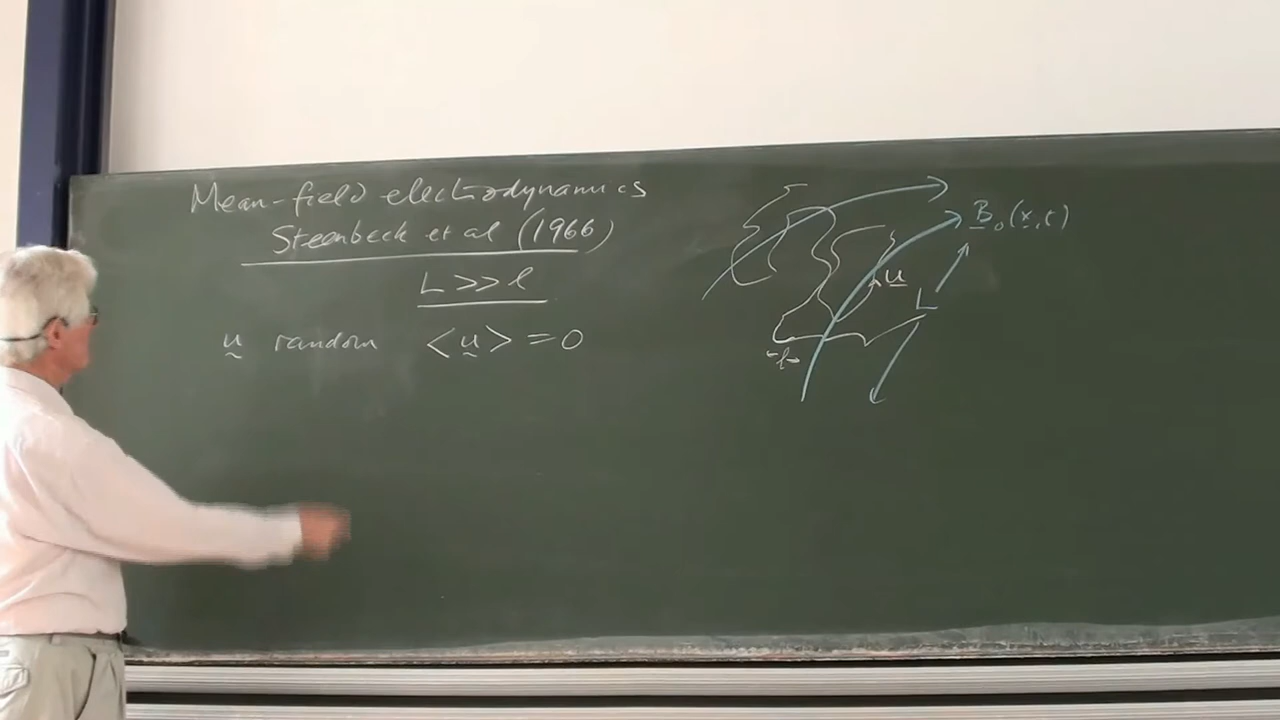 Mean-field electrodynamics
Steenbeck et al (1966)
L >> l
u random <u> = 0
B₀(x,t)
u
L
l